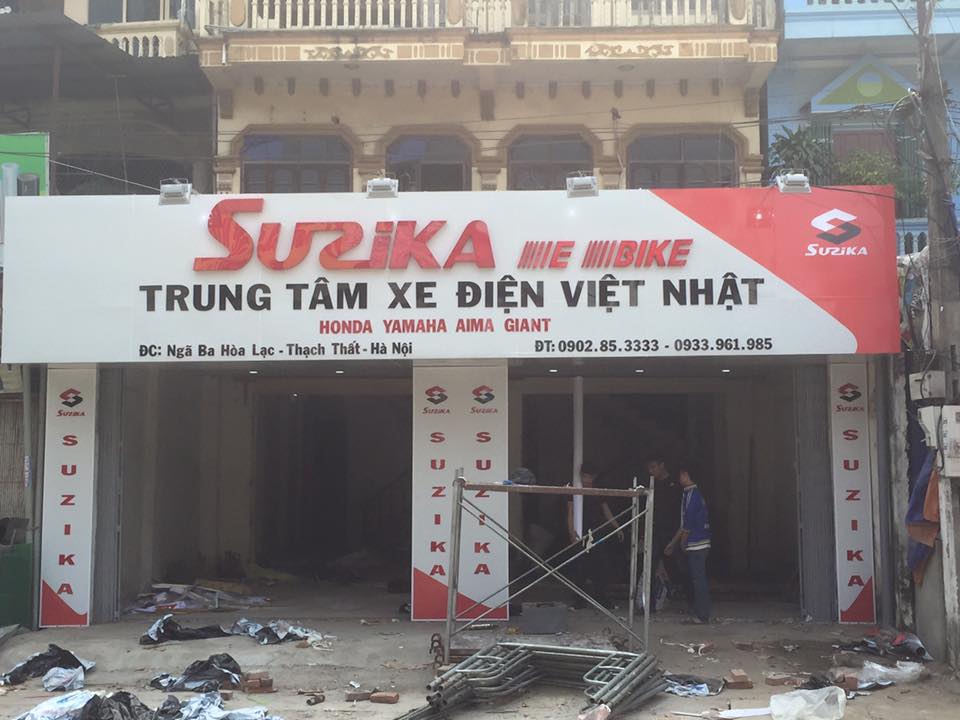 SUZIKA E BIKE
SUZIKA
TRUNG TÂM XE ĐIỆN VIỆT NHẬT
HONDA YAMAHA AIMA GIANT
ĐC: Ngã Ba Hòa Lạc - Thạch Thất - Hà Nội
ĐT: 0902.85.3333 - 0933.961.985
SUZIKA
SUZIKA
SUZIKA
SUZIKA
SUZIKA
SUZIKA
SUZIKA
SUZIKA